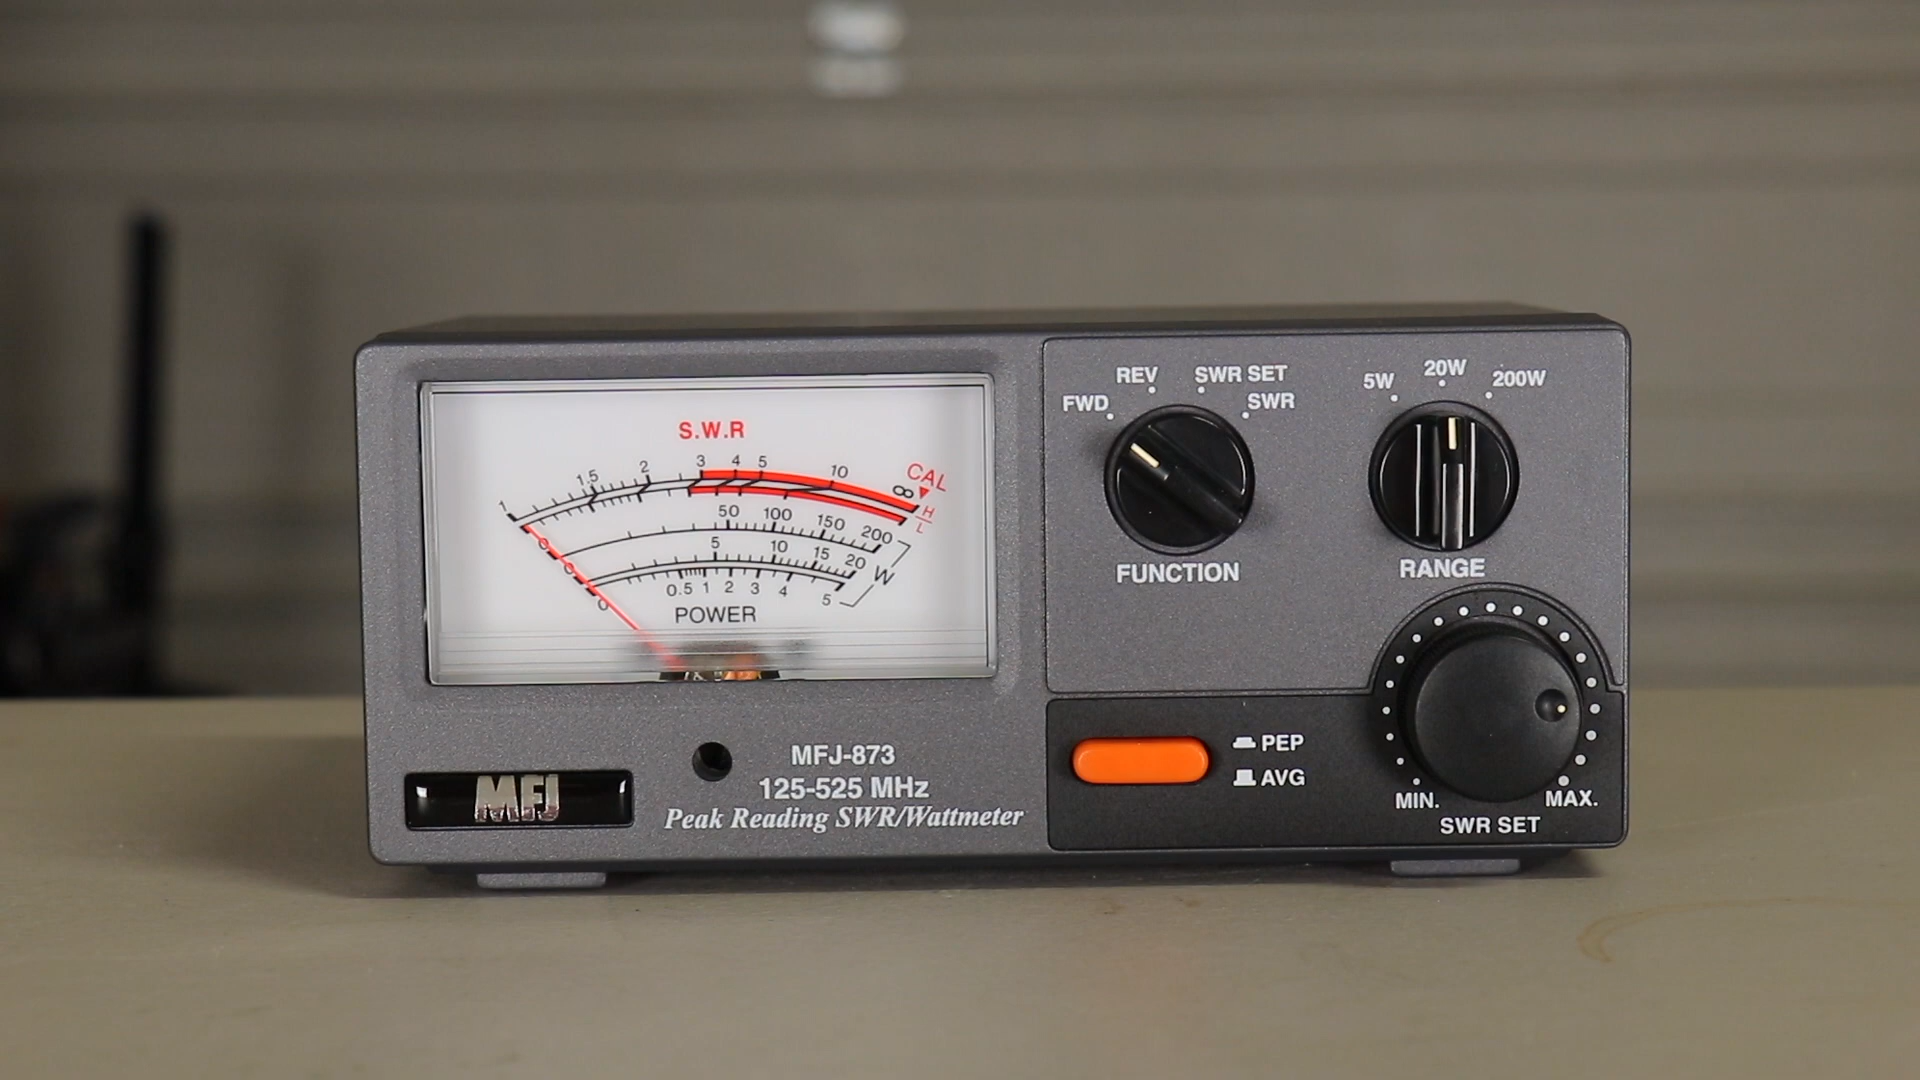 S.W.R
1 1.5 2 3 4 5 10 ∞ CAL
H
L
0 50 100 150 200
0 5 10 15 20 W
0 0.5 1 2 3 4 5
POWER
MFJ
MFJ-873
125-525 MHz
Peak Reading SWR/Wattmeter
FWD REV SWR SET SWR
FUNCTION
5W 20W 200W
RANGE
PEP
AVG
MIN. MAX.
SWR SET